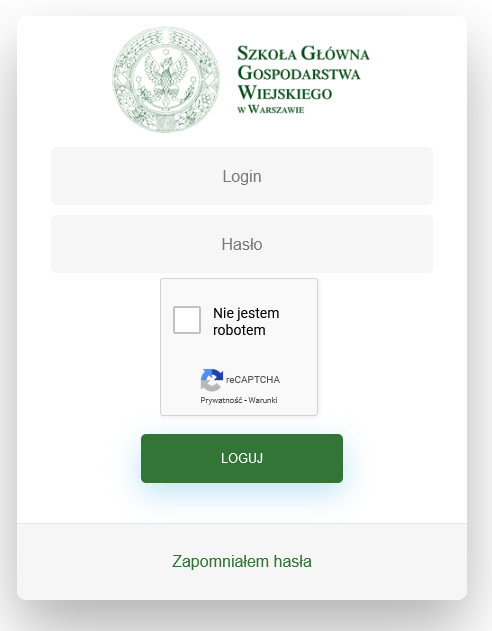 Szkoła Główna
Gospodarstwa
Wiejskiego
w Warszawie
Login
Hasło
Nie jestem
robotem
reCAPTCHA
Prywatność - Warunki
LOGUJ
Zapomniałem hasła